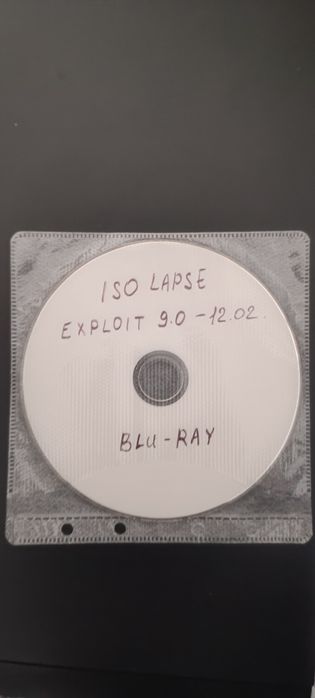 ISO LAPSE
EXPLOIT 9.0 - 12.02.
BLU - RAY